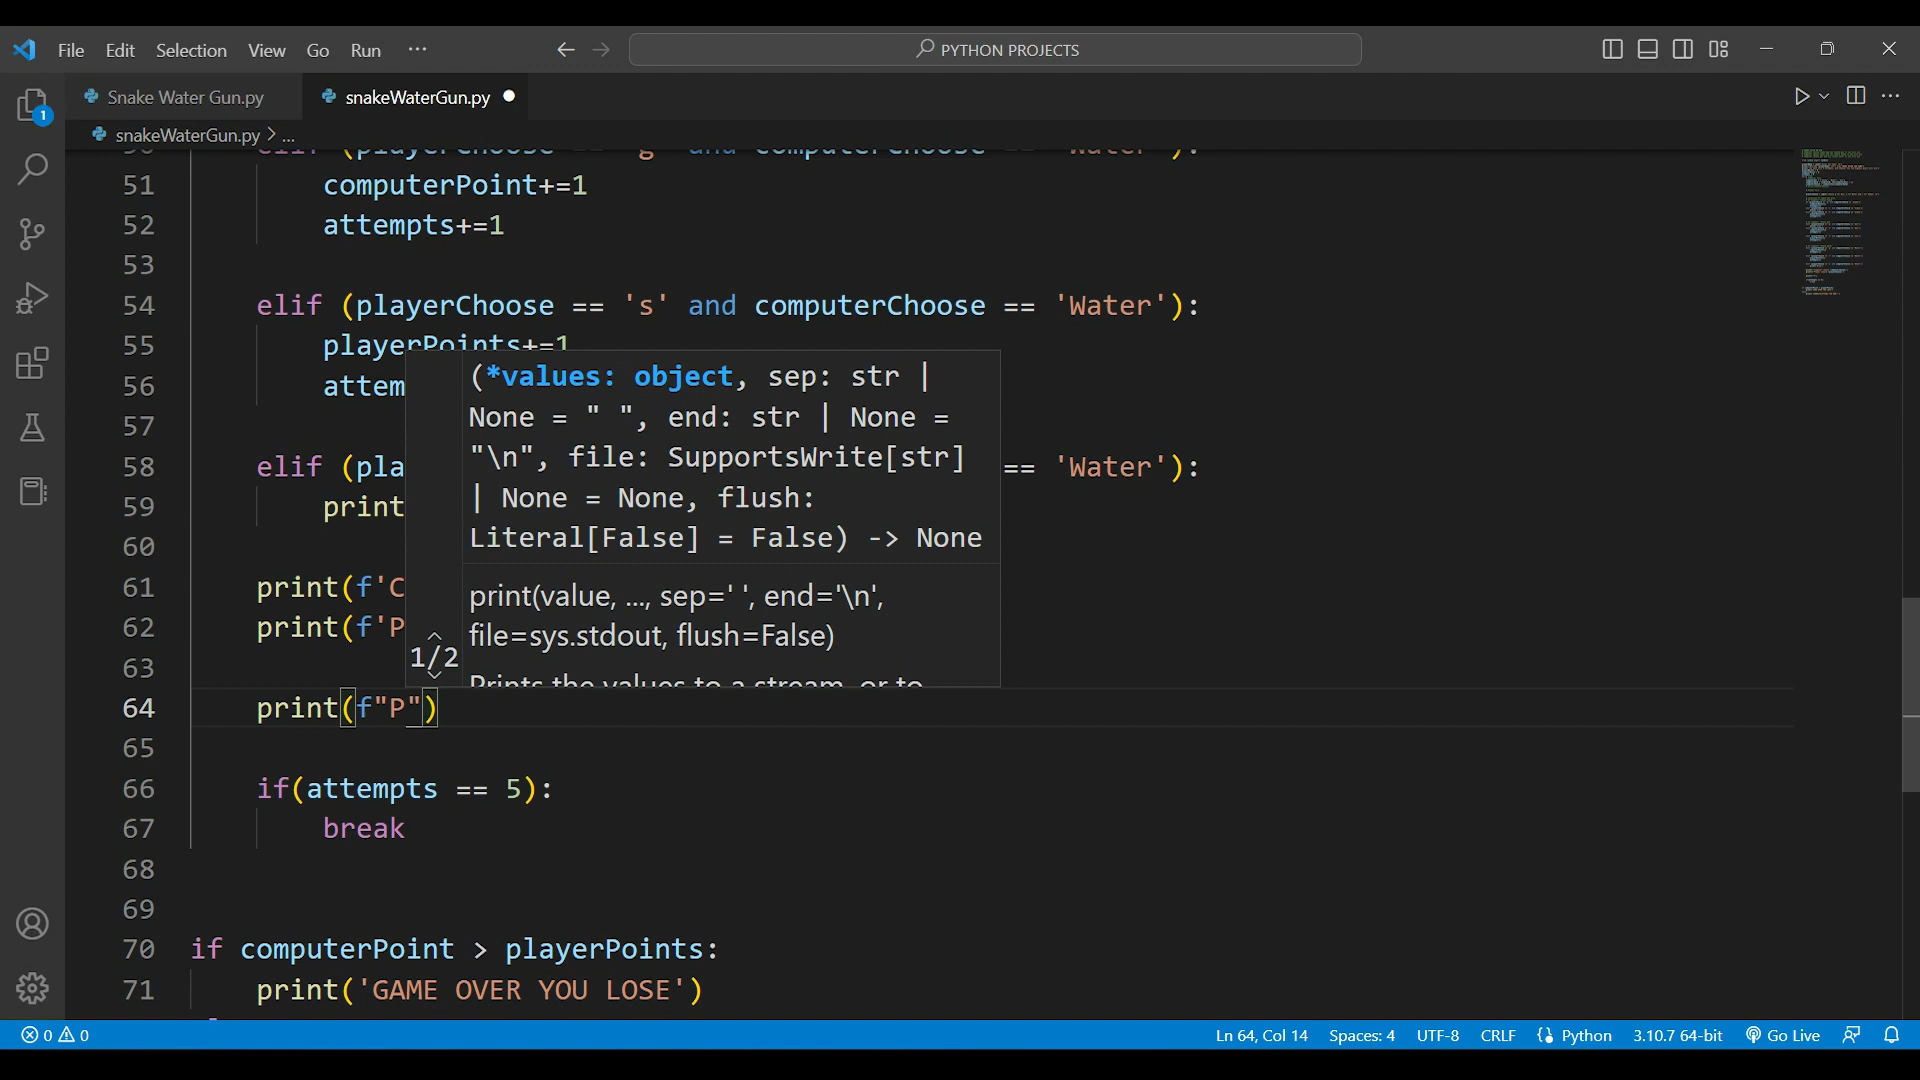 File Edit Selection View Go Run ···
PYTHON PROJECTS
1
Snake Water Gun.py
snakeWaterGun.py
snakeWaterGun.py > ...
51 computerPoint+=1
52 attempts+=1
53
54 elif (playerChoose == 's' and computerChoose == 'Water'):
55 playerPoints+=1
56 attem
57
58 elif (pla == 'Water'):
59 print
60
61 print(f'C
62 print(f'P
63
64 print(f"P")
65
66 if(attempts == 5):
67 break
68
69
70 if computerPoint > playerPoints:
71 print('GAME OVER YOU LOSE')
(*values: object, sep: str |
None = " ", end: str | None =
"\n", file: SupportsWrite[str]
| None = None, flush:
Literal[False] = False) -> None
print(value, ..., sep=' ', end='\n',
file=sys.stdout, flush=False)
Prints the values to a stream, or to
1/2
0 0
Ln 64, Col 14 Spaces: 4 UTF-8 CRLF Python 3.10.7 64-bit Go Live